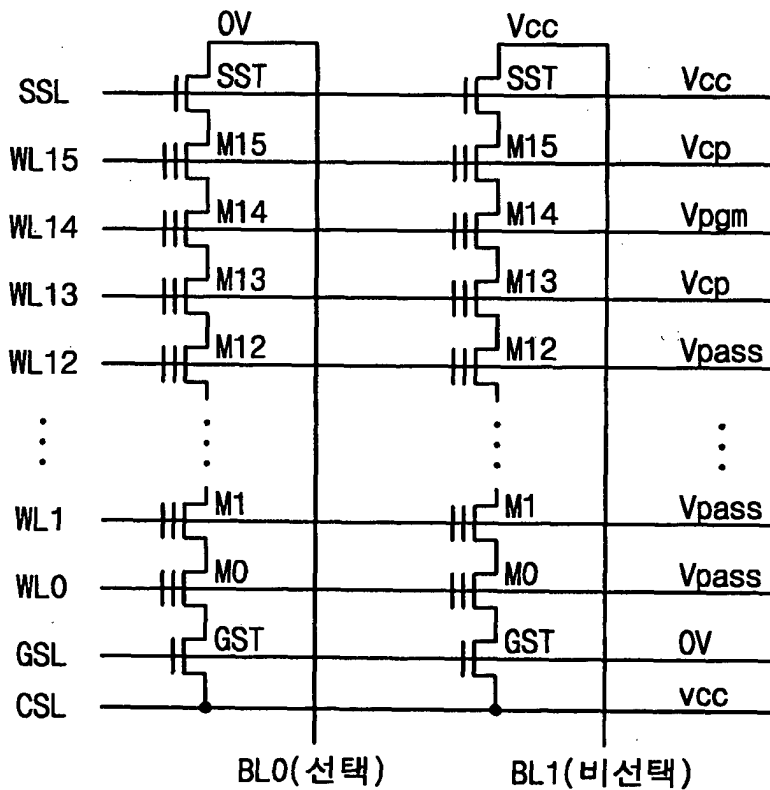 0V Vcc
SSL SST SST Vcc
WL15 M15 M15 Vcp
WL14 M14 M14 Vpgm
WL13 M13 M13 Vcp
WL12 M12 M12 Vpass
WL1 M1 M1 Vpass
WL0 M0 M0 Vpass
GSL GST GST 0V
CSL vcc
BL0(선택) BL1(비선택)